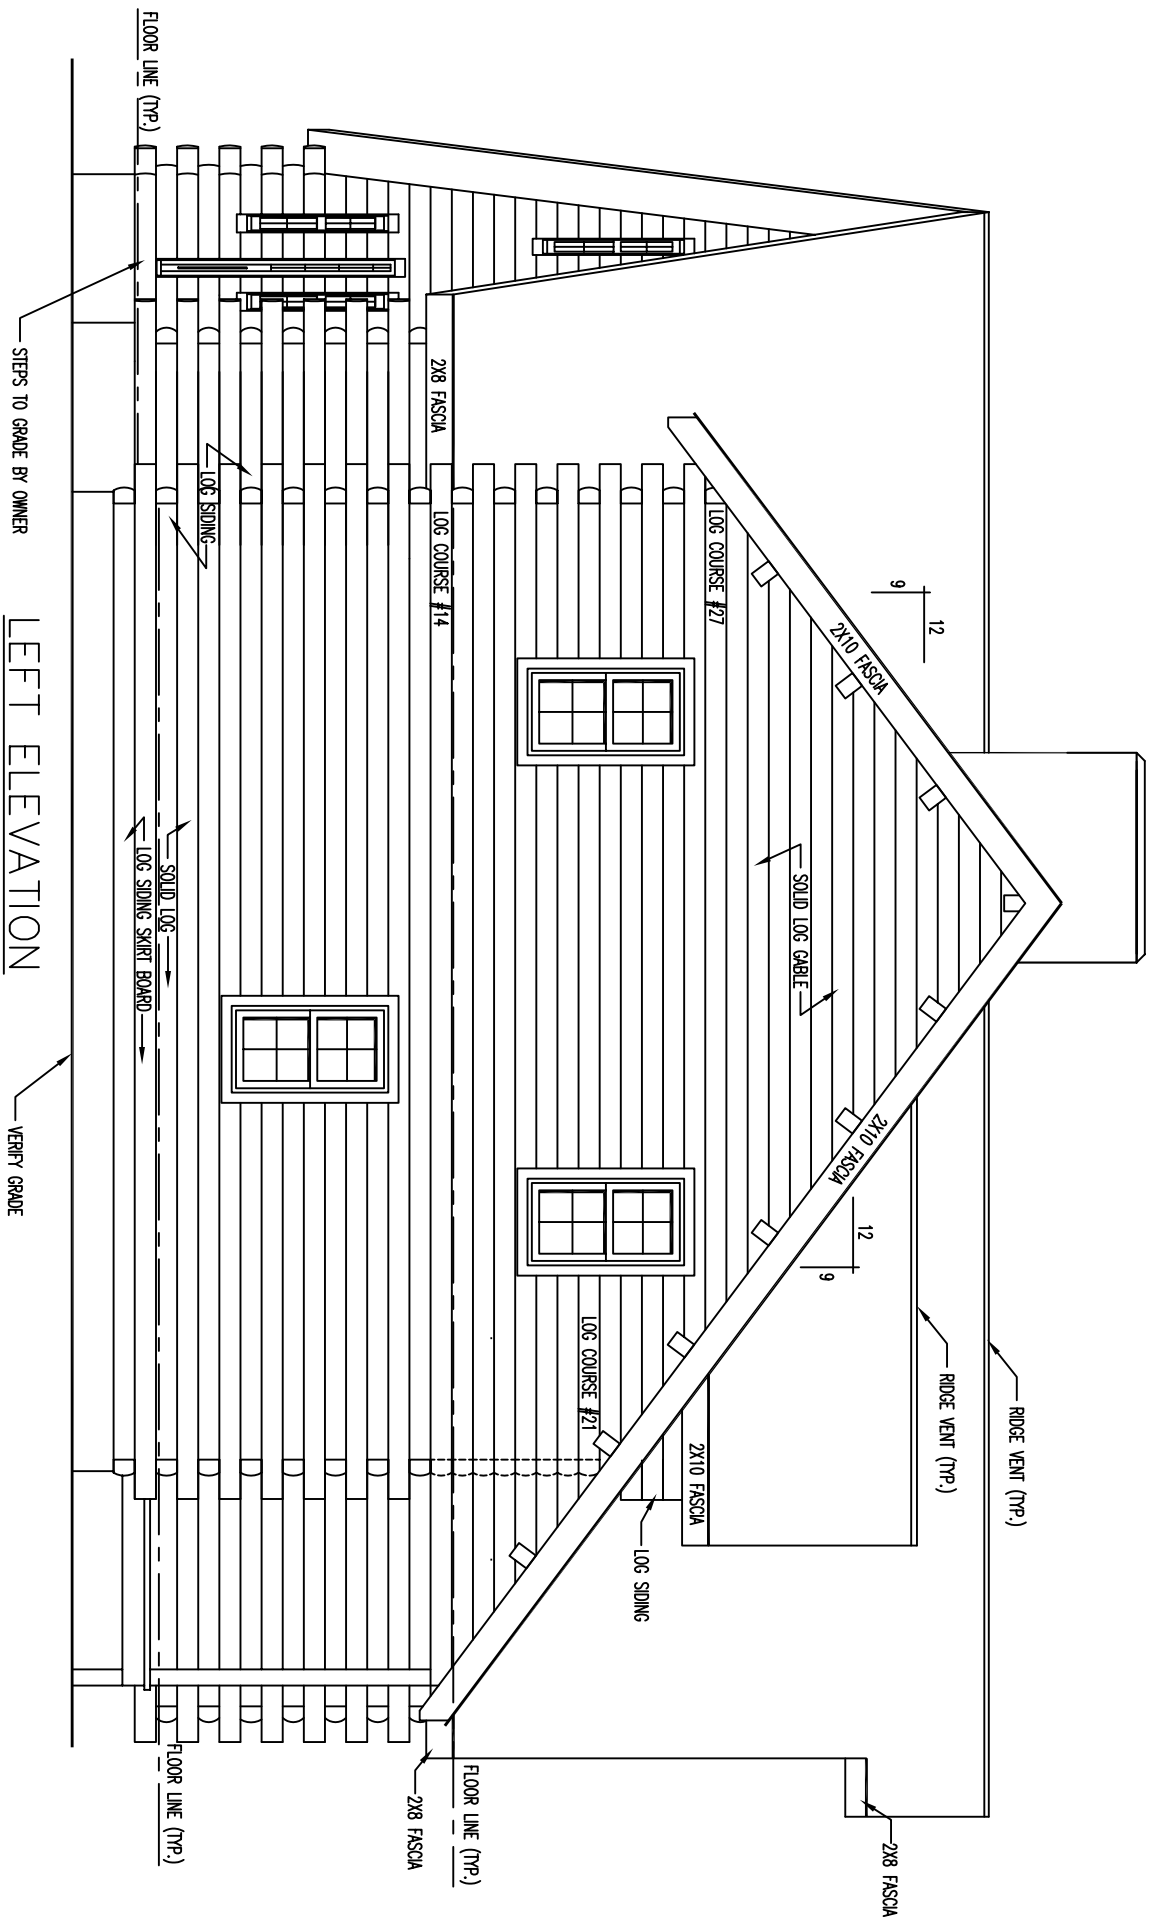 RIDGE VENT (TYP.)
RIDGE VENT (TYP.)
12
9
2X8 FASCIA
2X10 FASCIA
2X10 FASCIA
12
9
SOLID LOG GABLE
LOG COURSE #27
2X10 FASCIA
LOG SIDING
LOG COURSE #21
FLOOR LINE (TYP.)
2X8 FASCIA
LOG COURSE #14
2X8 FASCIA
LOG SIDING
FLOOR LINE (TYP.)
SOLID LOG
FLOOR LINE (TYP.)
LOG SIDING SKIRT BOARD
STEPS TO GRADE BY OWNER
VERIFY GRADE
LEFT ELEVATION